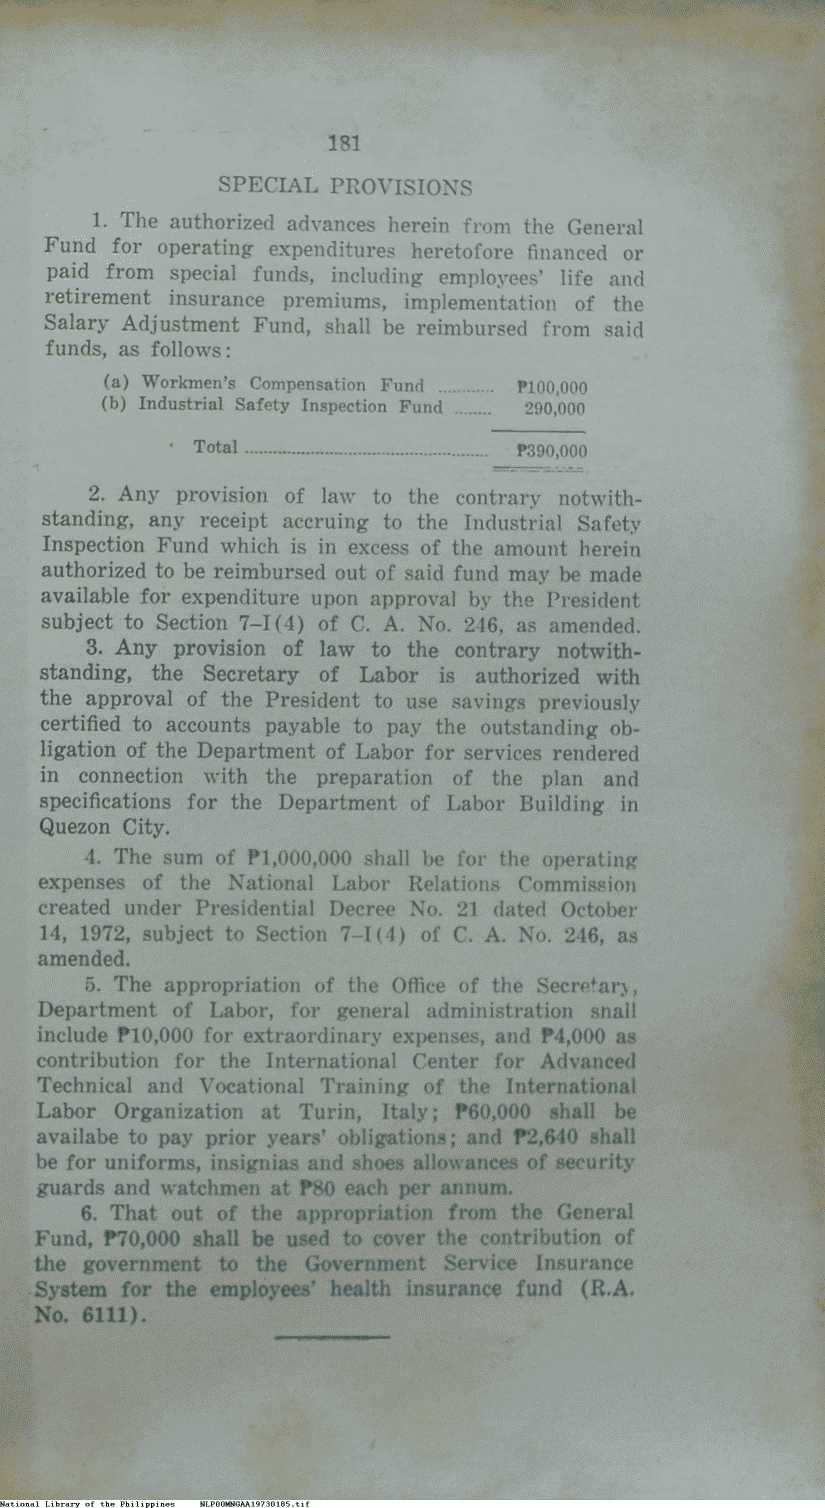 181
SPECIAL PROVISIONS
1. The authorized advances herein from the General
Fund for operating expenditures heretofore financed or
paid from special funds, including employees' life and
retirement insurance premiums, implementation of the
Salary Adjustment Fund, shall be reimbursed from said
funds, as follows:
(a) Workmen's Compensation Fund ............ ₱100,000
(b) Industrial Safety Inspection Fund ........ 290,000
Total ................................................ ₱390,000
2. Any provision of law to the contrary notwith-
standing, any receipt accruing to the Industrial Safety
Inspection Fund which is in excess of the amount herein
authorized to be reimbursed out of said fund may be made
available for expenditure upon approval by the President
subject to Section 7–I(4) of C. A. No. 246, as amended.
3. Any provision of law to the contrary notwith-
standing, the Secretary of Labor is authorized with
the approval of the President to use savings previously
certified to accounts payable to pay the outstanding ob-
ligation of the Department of Labor for services rendered
in connection with the preparation of the plan and
specifications for the Department of Labor Building in
Quezon City.
4. The sum of ₱1,000,000 shall be for the operating
expenses of the National Labor Relations Commission
created under Presidential Decree No. 21 dated October
14, 1972, subject to Section 7–I(4) of C. A. No. 246, as
amended.
5. The appropriation of the Office of the Secretary,
Department of Labor, for general administration shall
include ₱10,000 for extraordinary expenses, and ₱4,000 as
contribution for the International Center for Advanced
Technical and Vocational Training of the International
Labor Organization at Turin, Italy; ₱60,000 shall be
availabe to pay prior years' obligations; and ₱2,640 shall
be for uniforms, insignias and shoes allowances of security
guards and watchmen at ₱80 each per annum.
6. That out of the appropriation from the General
Fund, ₱70,000 shall be used to cover the contribution of
the government to the Government Service Insurance
System for the employees' health insurance fund (R.A.
No. 6111).
National Library of the Philippines NLP00MNGAA19730185.tif